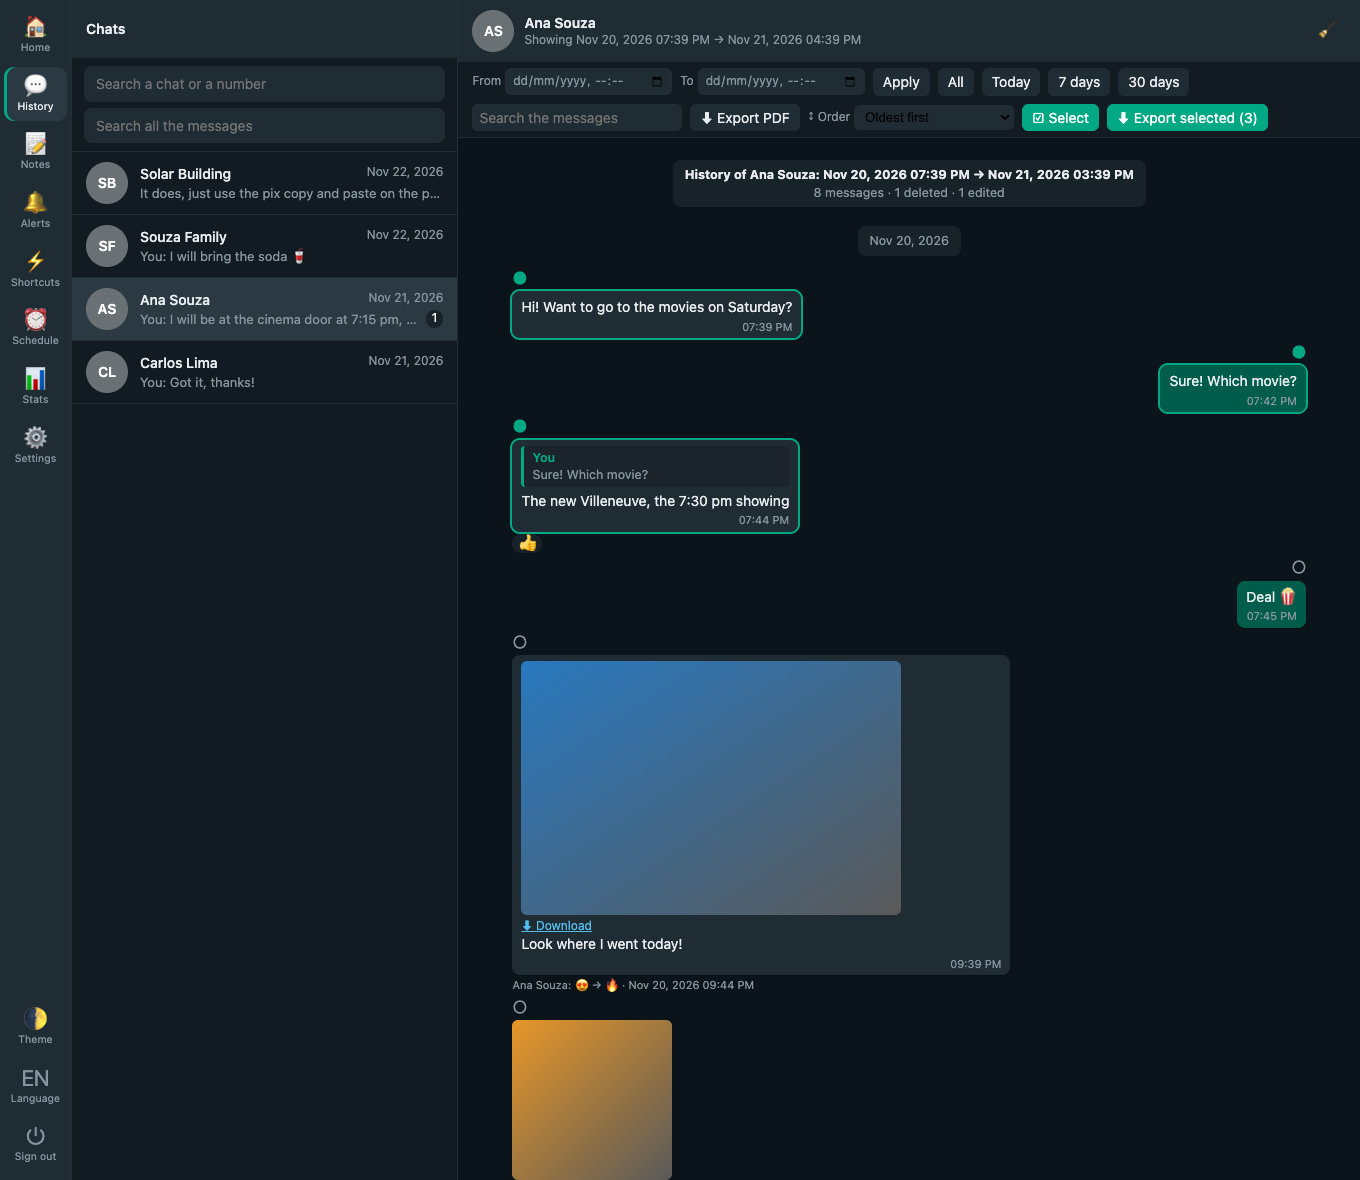 Home
History
Notes
Alerts
Shortcuts
Schedule
Stats
Settings
Theme
EN
Language
Sign out
Chats
Search a chat or a number
Search all the messages
SB
Solar Building
Nov 22, 2026
It does, just use the pix copy and paste on the p...
SF
Souza Family
Nov 22, 2026
You: I will bring the soda 🥤
AS
Ana Souza
Nov 21, 2026
You: I will be at the cinema door at 7:15 pm, ...
1
CL
Carlos Lima
Nov 21, 2026
You: Got it, thanks!
AS
Ana Souza
Showing Nov 20, 2026 07:39 PM → Nov 21, 2026 04:39 PM
From dd/mm/yyyy, --:-- To dd/mm/yyyy, --:-- Apply All Today 7 days 30 days
Search the messages ⬇ Export PDF ↕ Order Oldest first ☑ Select ⬇ Export selected (3)
History of Ana Souza: Nov 20, 2026 07:39 PM → Nov 21, 2026 03:39 PM
8 messages · 1 deleted · 1 edited
Nov 20, 2026
Hi! Want to go to the movies on Saturday?
07:39 PM
Sure! Which movie?
07:42 PM
You
Sure! Which movie?
The new Villeneuve, the 7:30 pm showing
07:44 PM
👍
Deal 🍿
07:45 PM
⬇ Download
Look where I went today!
09:39 PM
Ana Souza: 😍 → 🔥 · Nov 20, 2026 09:44 PM